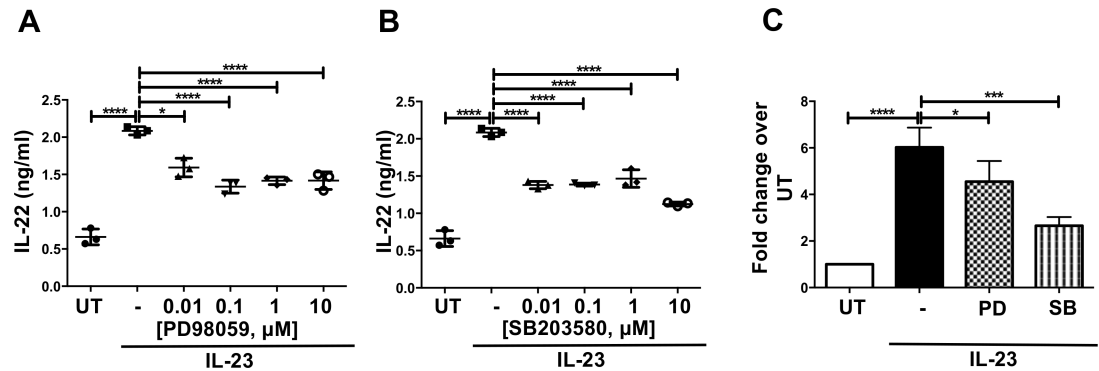 A
IL-22 (ng/ml)
2.5
2.0
1.5
1.0
0.5
0.0
****
****
****
****
*
UT - 0.01 0.1 1 10
[PD98059, µM]
IL-23
B
IL-22 (ng/ml)
2.5
2.0
1.5
1.0
0.5
0.0
****
****
****
****
****
UT - 0.01 0.1 1 10
[SB203580, µM]
IL-23
C
Fold change over
UT
8
6
4
2
0
***
****
*
UT - PD SB
IL-23